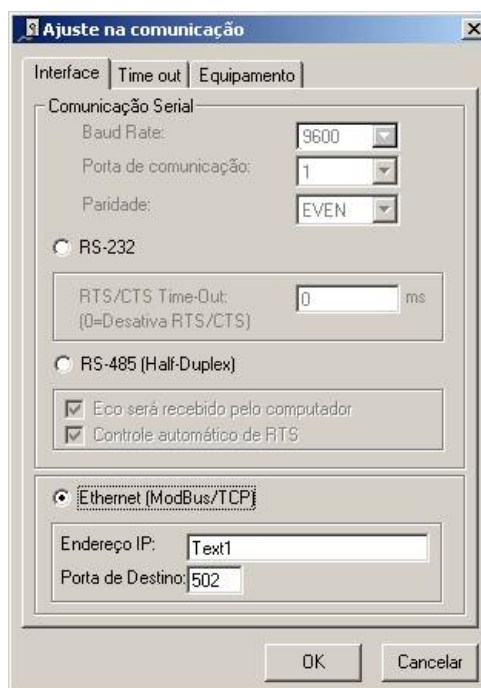 Ajuste na comunicação
Interface Time out Equipamento
Comunicação Serial
Baud Rate: 9600
Porta de comunicação: 1
Paridade: EVEN
RS-232
RTS/CTS Time-Out: 0 ms
(0=Desativa RTS/CTS)
RS-485 (Half-Duplex)
Eco será recebido pelo computador
Controle automático de RTS
Ethernet (ModBus/TCP)
Endereço IP: Text1
Porta de Destino: 502
OK Cancelar